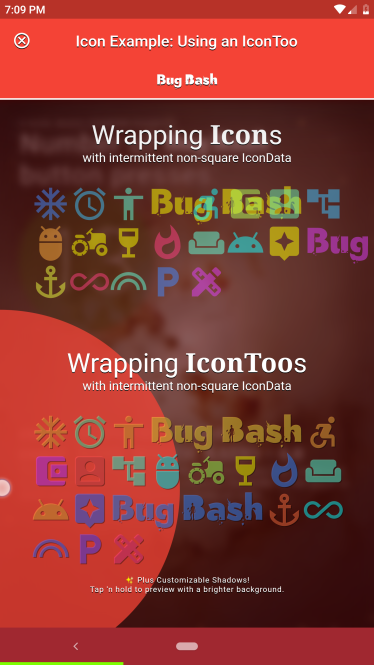 7:09 PM
Icon Example: Using an IconToo
Bug Bash
Wrapping Icons
with intermittent non-square IconData
Bug Bash
Bug
P
Wrapping IconToos
with intermittent non-square IconData
Bug Bash
Bug Bash
P
✨ Plus Customizable Shadows!
Tap 'n hold to preview with a brighter background.